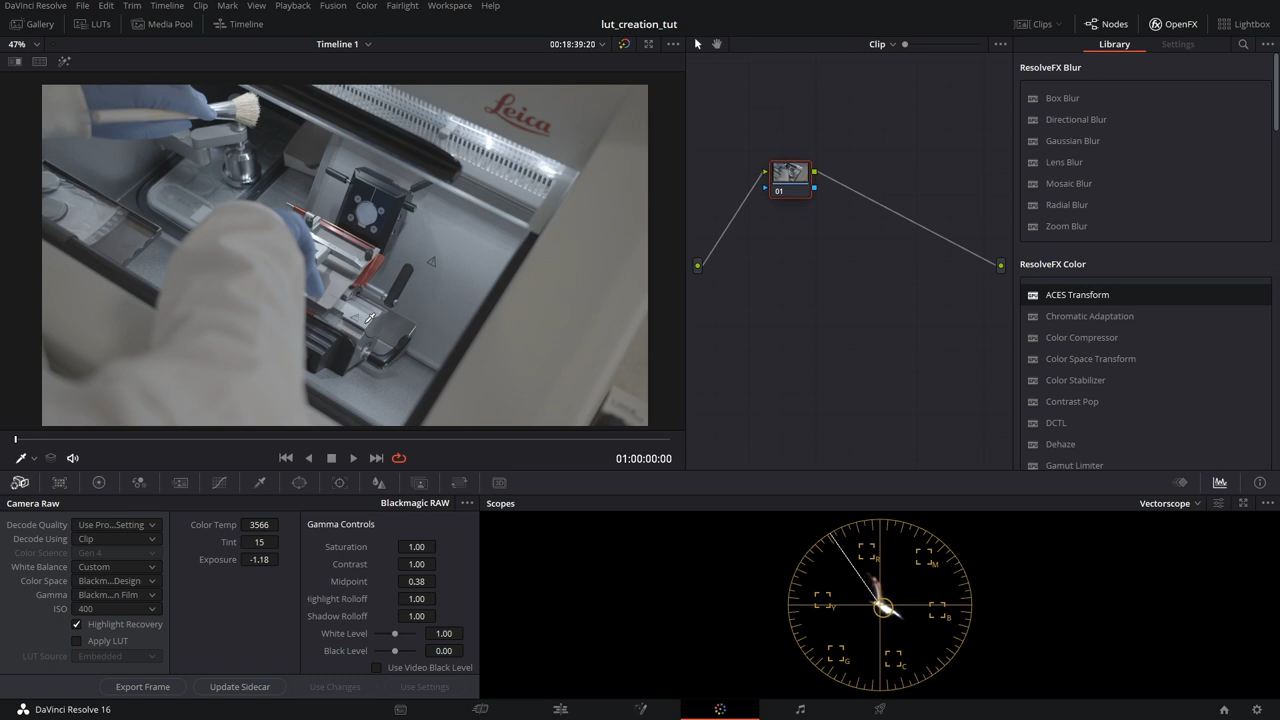 DaVinci Resolve File Edit Trim Timeline Clip Mark View Playback Fusion Color Fairlight Workspace Help
Gallery LUTs Media Pool Timeline lut_creation_tut Clips Nodes OpenFX Lightbox
47% Timeline 1 00:18:39:20 Clip Library Settings
Leica
01
ResolveFX Blur
Box Blur
Directional Blur
Gaussian Blur
Lens Blur
Mosaic Blur
Radial Blur
Zoom Blur
ResolveFX Color
ACES Transform
Chromatic Adaptation
Color Compressor
Color Space Transform
Color Stabilizer
Contrast Pop
DCTL
Dehaze
Gamut Limiter
01:00:00:00
Camera Raw Blackmagic RAW Scopes Vectorscope
Decode Quality Use Pro...Setting
Decode Using Clip
Color Science Gen 4
White Balance Custom
Color Space Blackm...Design
Gamma Blackm...n Film
ISO 400
Highlight Recovery
Apply LUT
LUT Source Embedded
Color Temp 3566
Tint 15
Exposure -1.18
Gamma Controls
Saturation 1.00
Contrast 1.00
Midpoint 0.38
Highlight Rolloff 1.00
Shadow Rolloff 1.00
White Level 1.00
Black Level 0.00
Use Video Black Level
R
M
Y
B
G
C
Export Frame Update Sidecar Use Changes Use Settings
DaVinci Resolve 16